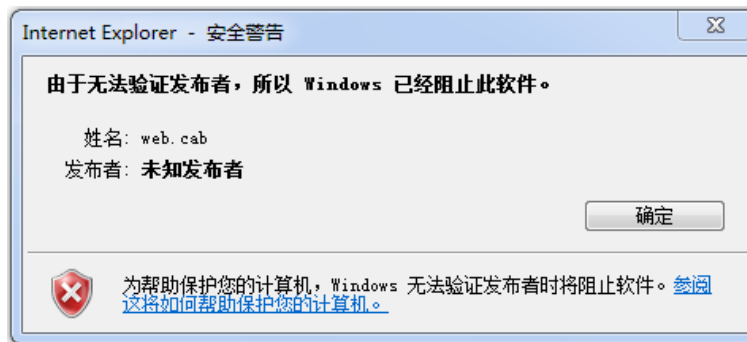 Internet Explorer - 安全警告
由于无法验证发布者，所以 Windows 已经阻止此软件。
姓名: web.cab
发布者: 未知发布者
确定
为帮助保护您的计算机，Windows 无法验证发布者时将阻止软件。参阅
这将如何帮助保护您的计算机。